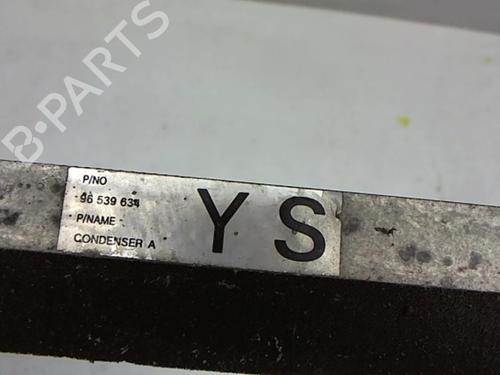 B-PARTS
P/NO
96 539 634
P/NAME
CONDENSER A
YS